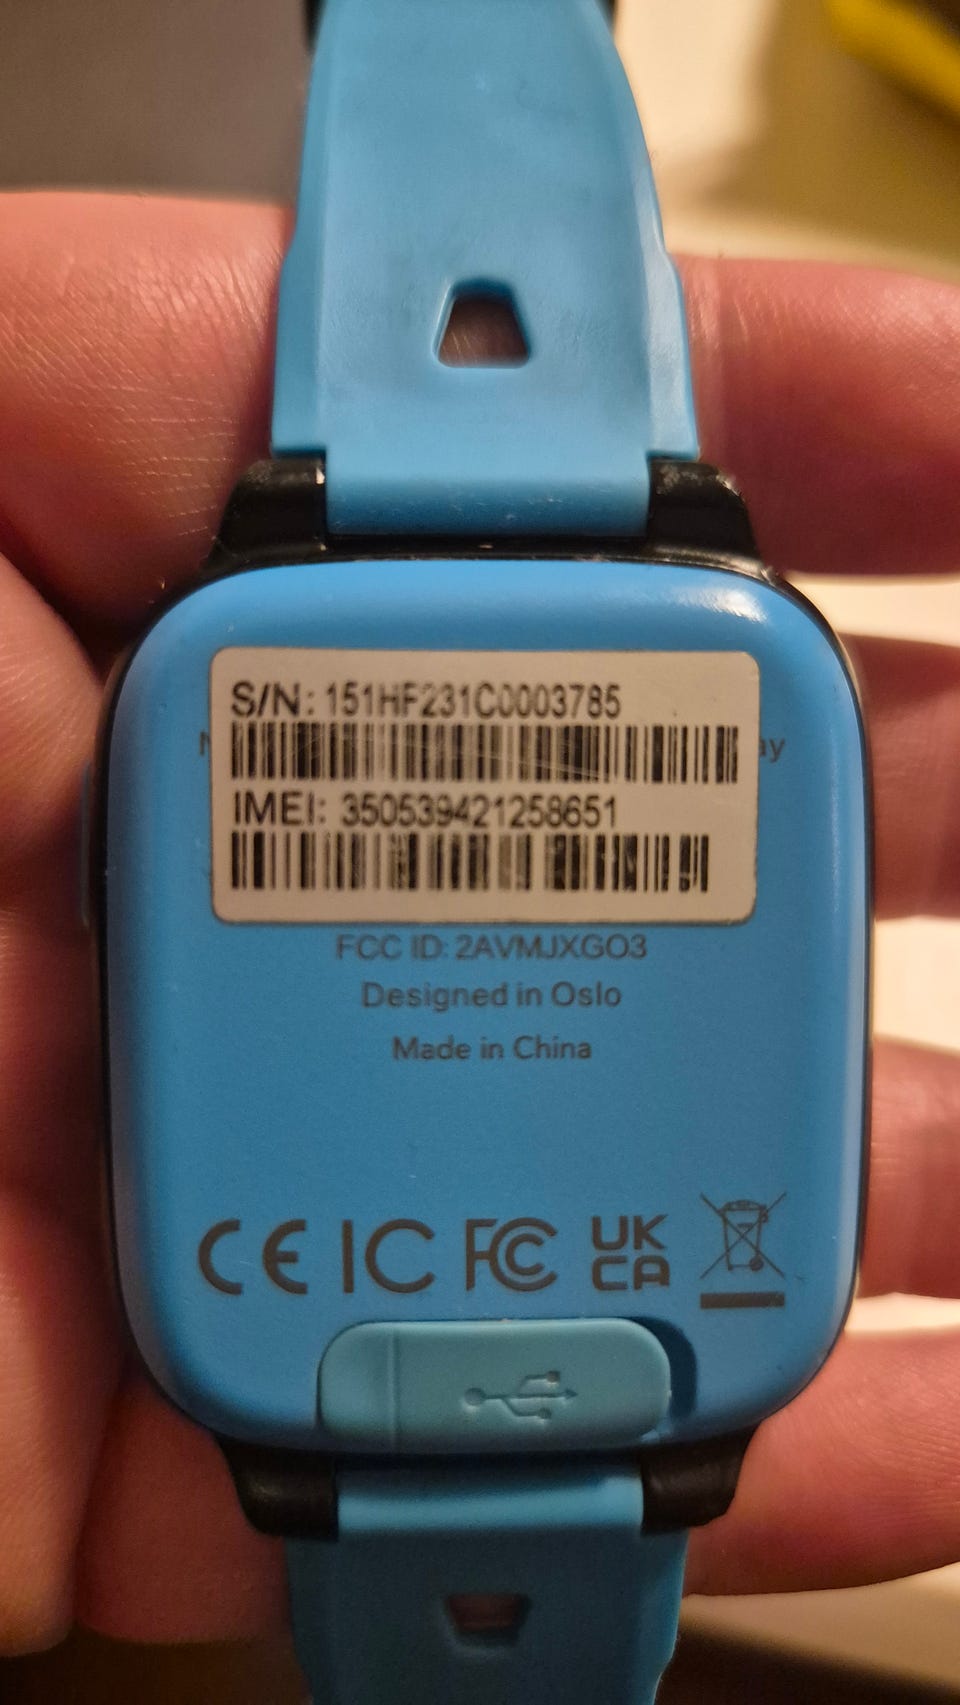 S/N: 151HF231C0003785
IMEI: 350539421258651
FCC ID: 2AVMJXGO3
Designed in Oslo
Made in China
CE IC FC UK
CA